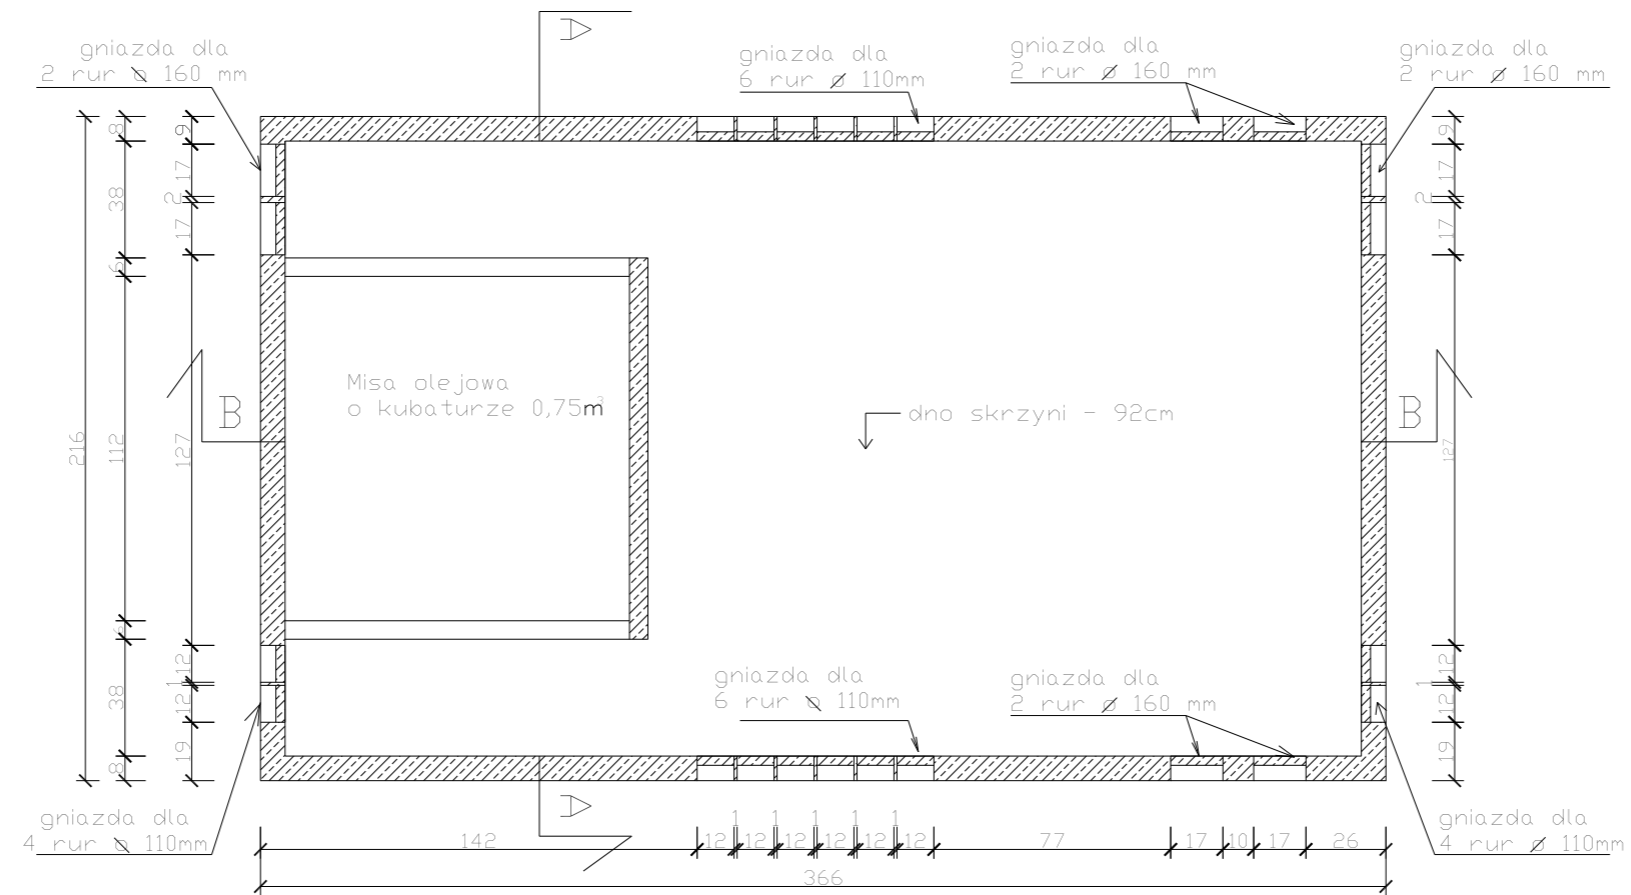 A
gniazda dla
2 rur ø 160 mm
gniazda dla
6 rur ø 110mm
gniazda dla
2 rur ø 160 mm
gniazda dla
2 rur ø 160 mm
8
9
9
38
17
2
17
17
2
17
6
Misa olejowa
o kubaturze 0,75m³
dno skrzyni - 92cm
B
B
216
112
127
127
6
38
12
1
12
19
8
12
1
12
19
gniazda dla
6 rur ø 110mm
gniazda dla
2 rur ø 160 mm
A
gniazda dla
4 rur ø 110mm
gniazda dla
4 rur ø 110mm
1 1 1 1 1
142 12 12 12 12 12 12 77 17 10 17 26
366